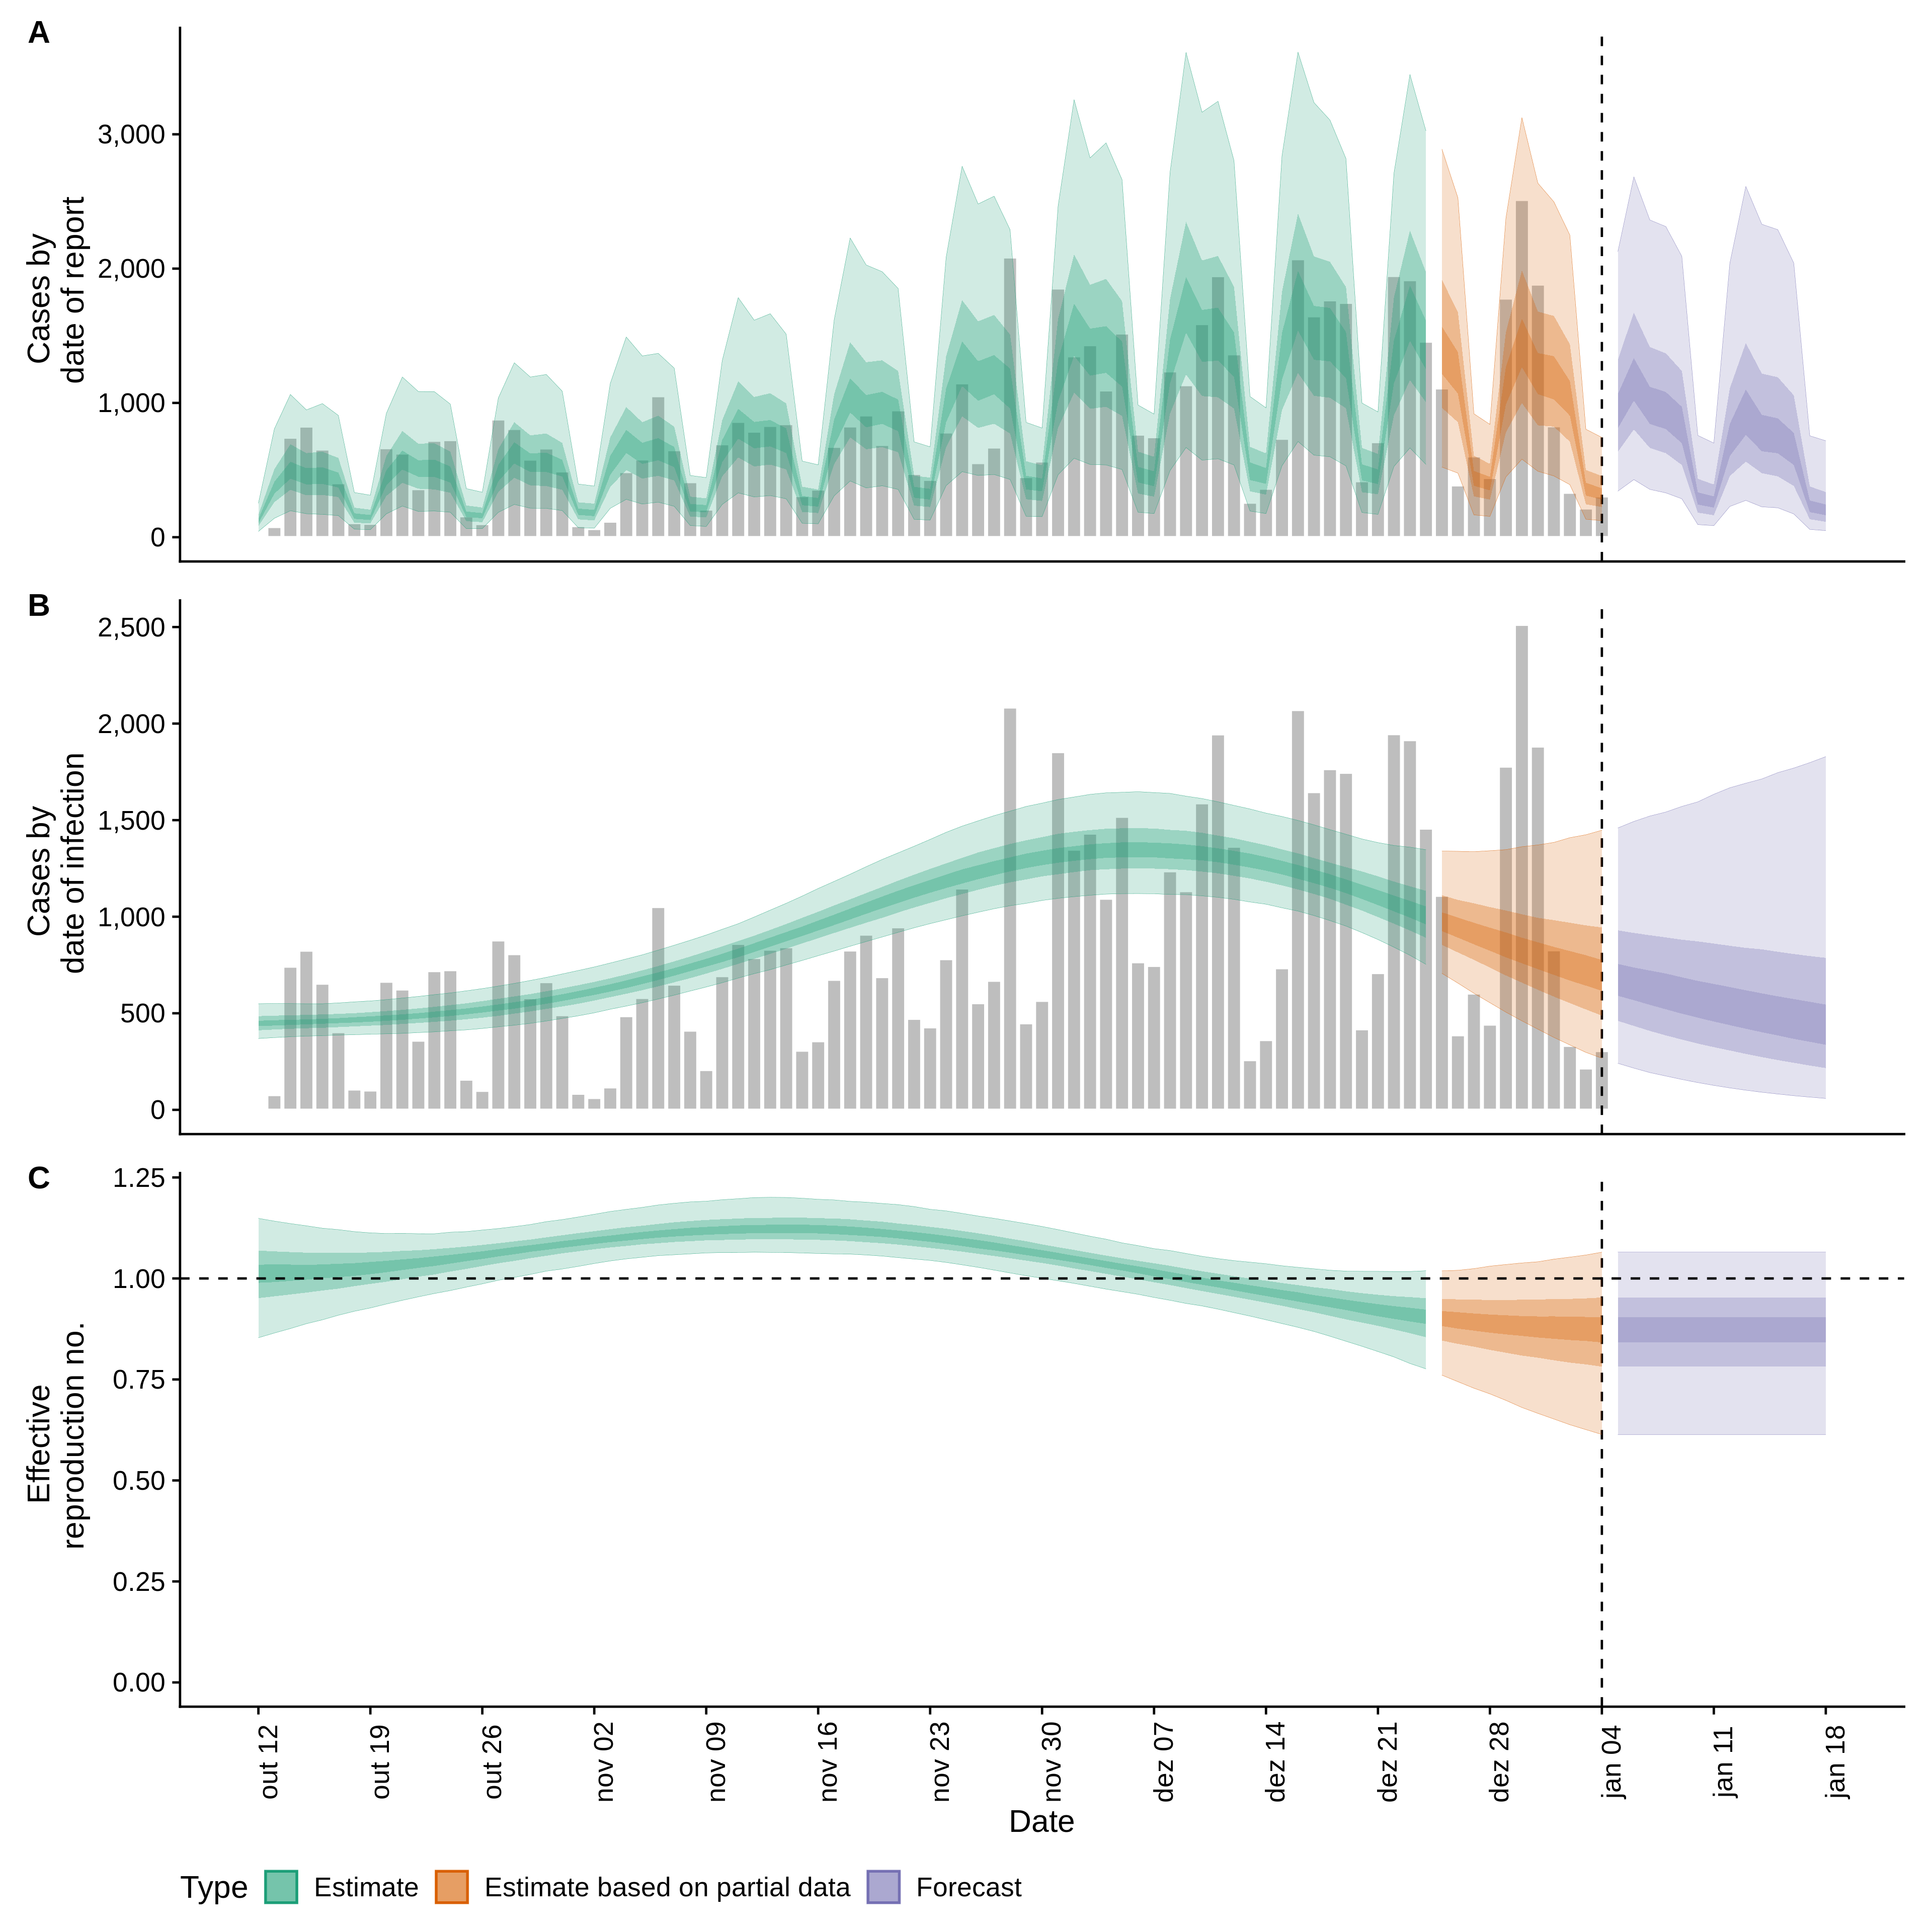 A
Cases by
date of report
3,000
2,000
1,000
0
B
Cases by
date of infection
2,500
2,000
1,500
1,000
500
0
C
Effective
reproduction no.
1.25
1.00
0.75
0.50
0.25
0.00
out 12
out 19
out 26
nov 02
nov 09
nov 16
nov 23
nov 30
dez 07
dez 14
dez 21
dez 28
jan 04
jan 11
jan 18
Date
Type
Estimate
Estimate based on partial data
Forecast